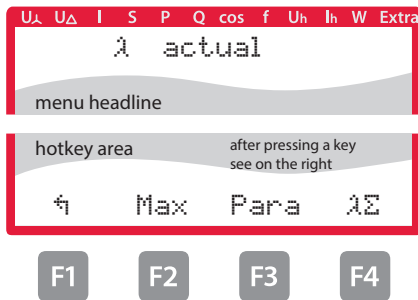 U⅄ U△ I S P Q cos f Uh Ih W Extra
λ actual
menu headline
hotkey area
after pressing a key
see on the right
↰ Max Para λΣ
F1 F2 F3 F4